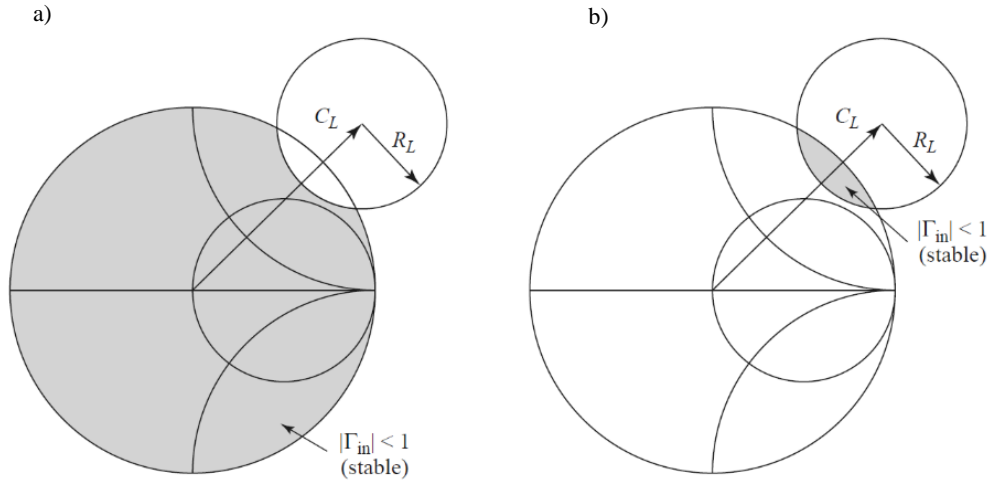 a)
b)
C_L
R_L
C_L
R_L
|Γ_in| < 1
(stable)
|Γ_in| < 1
(stable)